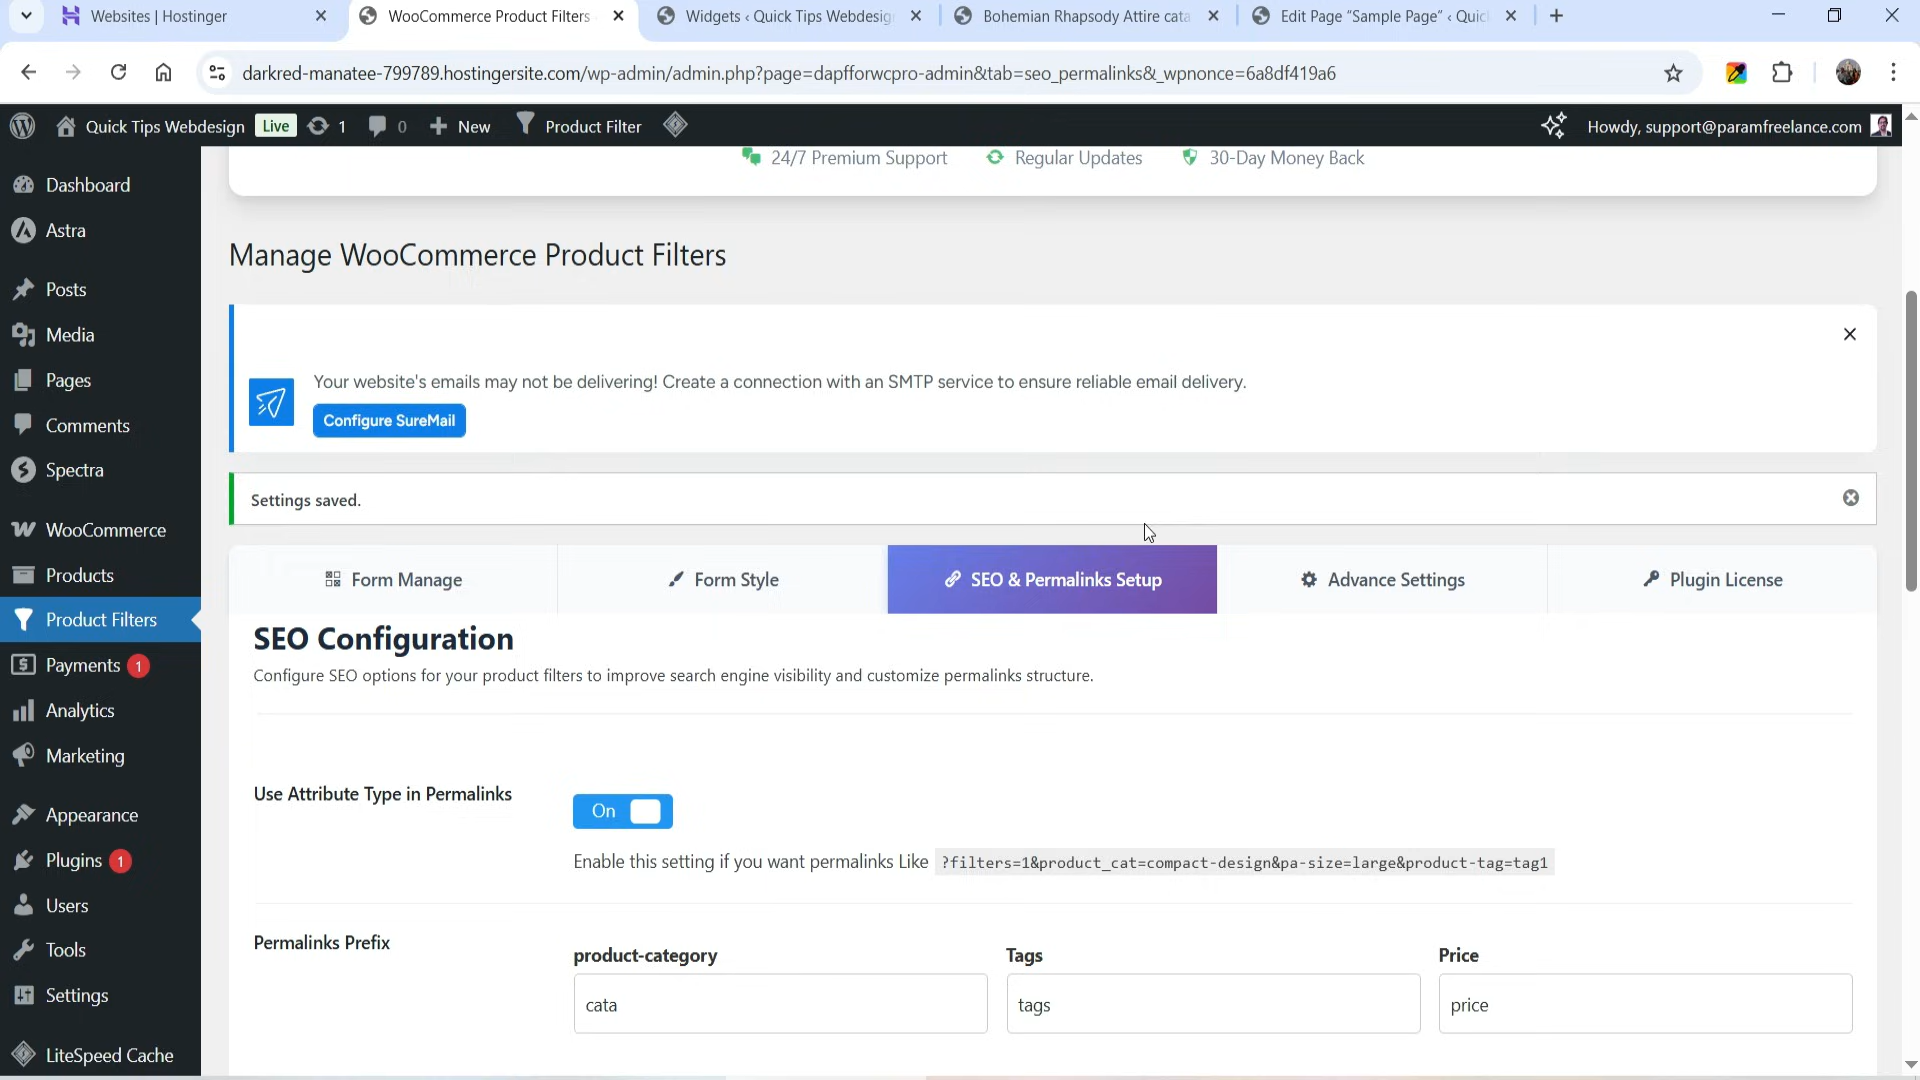 Websites | Hostinger
WooCommerce Product Filters
Widgets ‹ Quick Tips Webdesig
Bohemian Rhapsody Attire cata
Edit Page “Sample Page” ‹ Quic
darkred-manatee-799789.hostingersite.com/wp-admin/admin.php?page=dapfforwcpro-admin&tab=seo_permalinks&_wpnonce=6a8df419a6
Quick Tips Webdesign Live 1 0 New Product Filter Howdy, support@paramfreelance.com
24/7 Premium Support Regular Updates 30-Day Money Back
Dashboard
Astra
Posts
Media
Pages
Comments
Spectra
WooCommerce
Products
Product Filters
Payments 1
Analytics
Marketing
Appearance
Plugins 1
Users
Tools
Settings
LiteSpeed Cache
Manage WooCommerce Product Filters
Your website's emails may not be delivering! Create a connection with an SMTP service to ensure reliable email delivery.
Configure SureMail
Settings saved.
Form Manage
Form Style
SEO & Permalinks Setup
Advance Settings
Plugin License
SEO Configuration
Configure SEO options for your product filters to improve search engine visibility and customize permalinks structure.
Use Attribute Type in Permalinks
On
Enable this setting if you want permalinks Like ?filters=1&product_cat=compact-design&pa-size=large&product-tag=tag1
Permalinks Prefix
product-category Tags Price
cata tags price